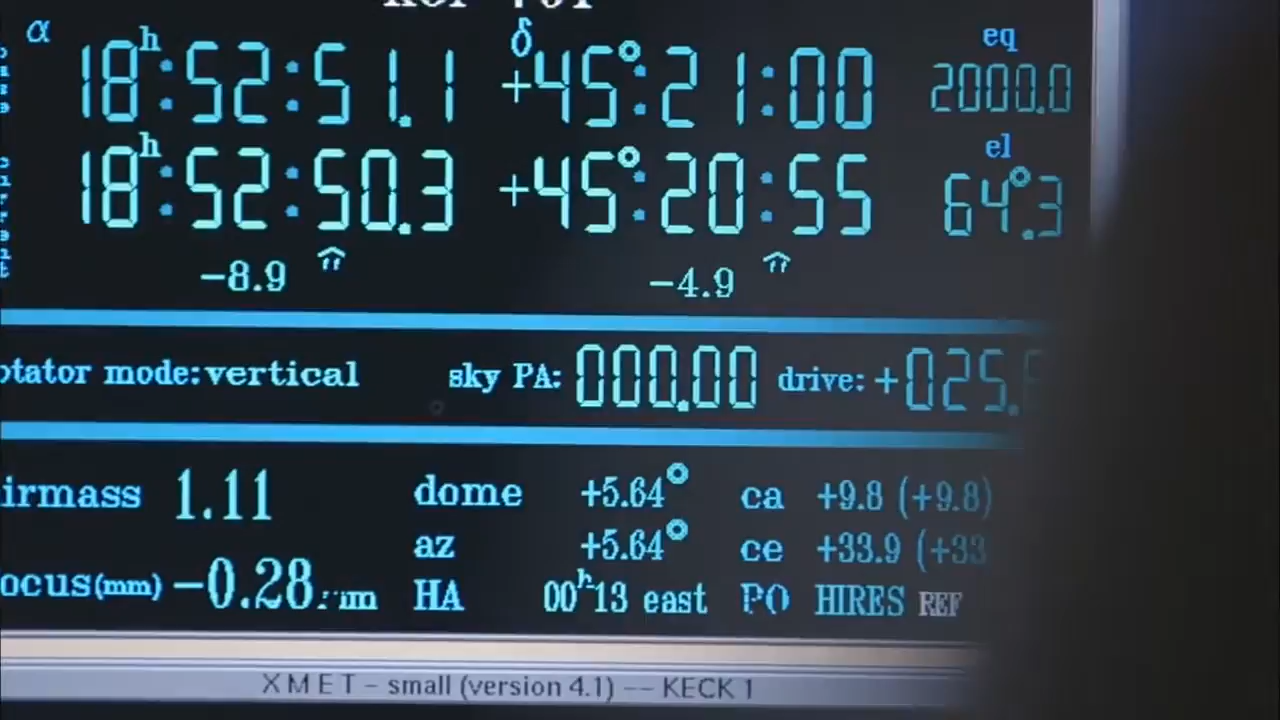 α 18ʰ:52:51.1 δ +45°:21:00 eq 2000.0
18ʰ:52:50.3 +45°:20:55 el 64°.3
-8.9 -4.9
otator mode:vertical sky PA: 000.00 drive: +025.
irmass 1.11 dome +5.64° ca +9.8 (+9.8)
az +5.64° ce +33.9 (+33
ocus(mm) -0.28 HA 00ʰ13 east PO HIRES REF
XMET - small (version 4.1) -- KECK 1